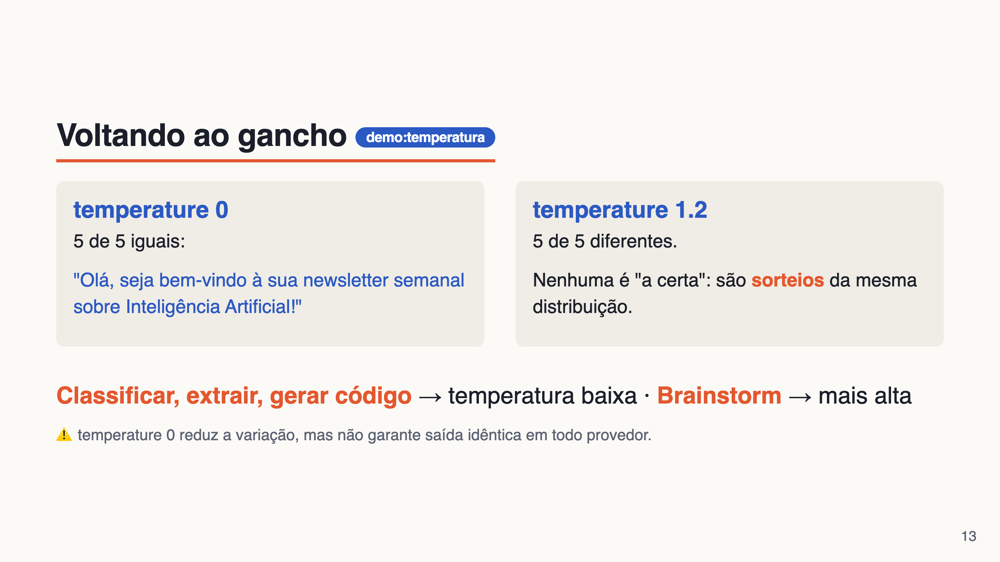 Voltando ao gancho demo:temperatura
temperature 0
5 de 5 iguais:
"Olá, seja bem-vindo à sua newsletter semanal
sobre Inteligência Artificial!"
temperature 1.2
5 de 5 diferentes.
Nenhuma é "a certa": são sorteios da mesma
distribuição.
Classificar, extrair, gerar código → temperatura baixa · Brainstorm → mais alta
⚠️ temperature 0 reduz a variação, mas não garante saída idêntica em todo provedor.
13